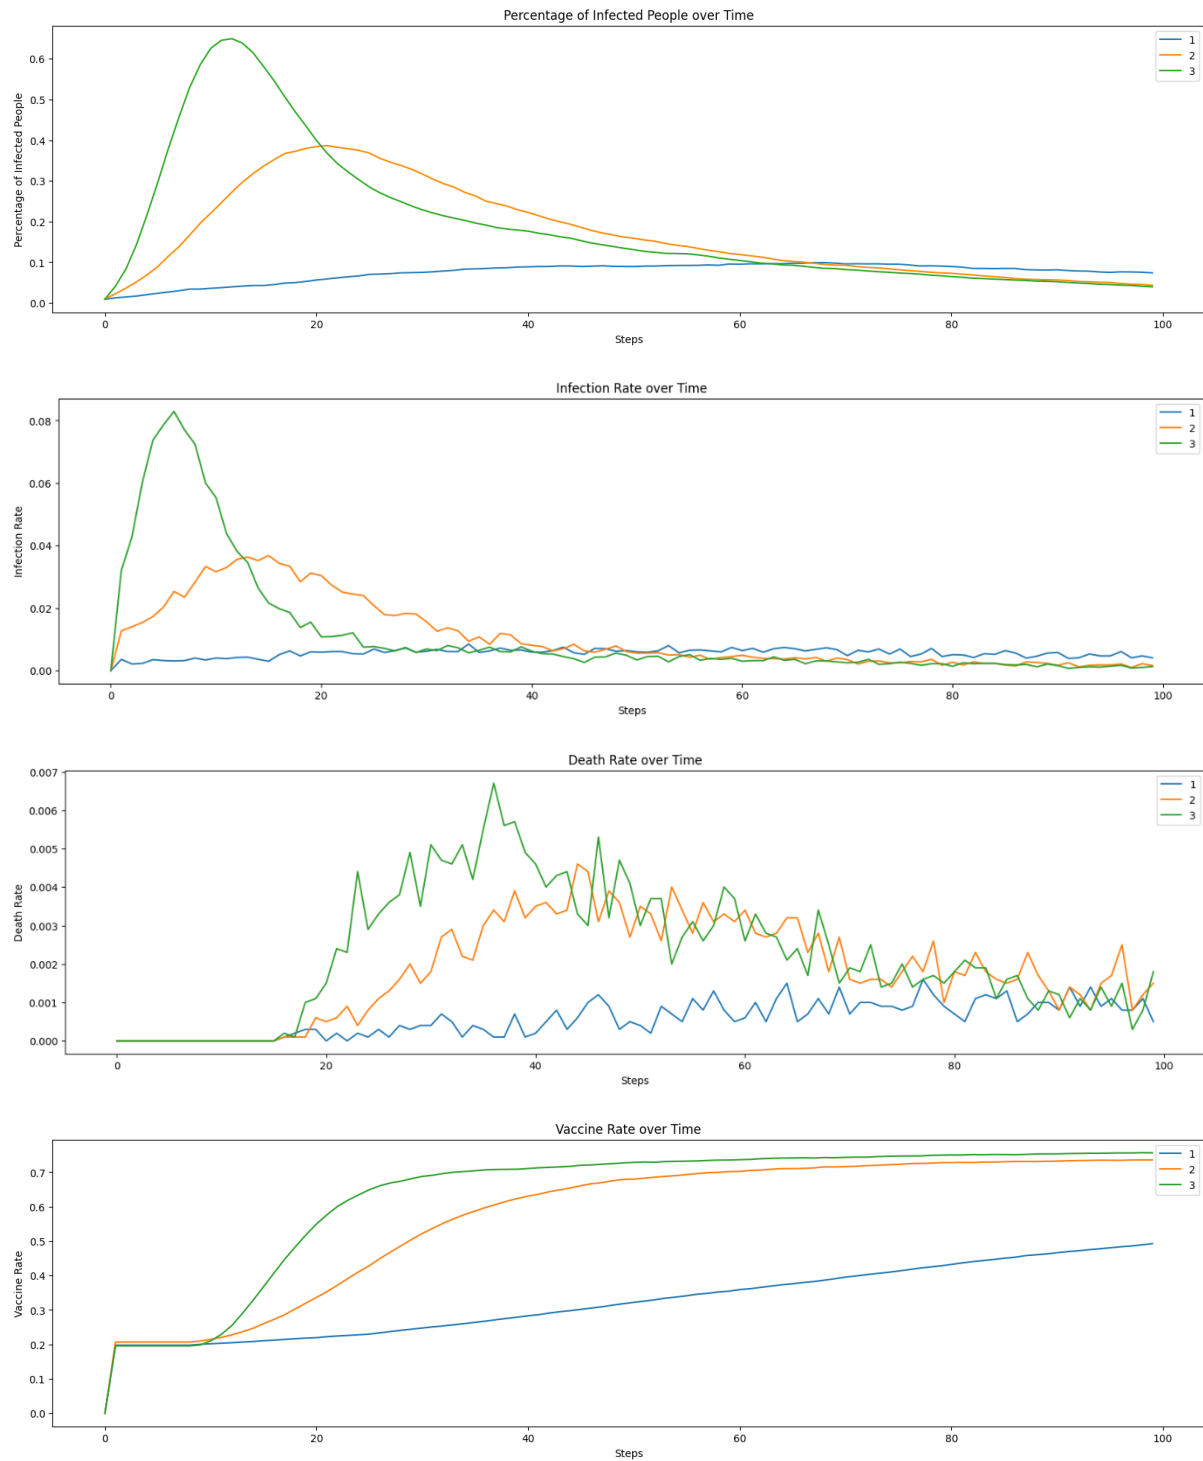 Percentage of Infected People over Time
Percentage of Infected People
0.6
0.5
0.4
0.3
0.2
0.1
0.0
1
2
3
0 20 40 60 80 100
Steps
Infection Rate over Time
Infection Rate
0.08
0.06
0.04
0.02
0.00
1
2
3
0 20 40 60 80 100
Steps
Death Rate over Time
Death Rate
0.007
0.006
0.005
0.004
0.003
0.002
0.001
0.000
1
2
3
0 20 40 60 80 100
Steps
Vaccine Rate over Time
Vaccine Rate
0.7
0.6
0.5
0.4
0.3
0.2
0.1
0.0
1
2
3
0 20 40 60 80 100
Steps